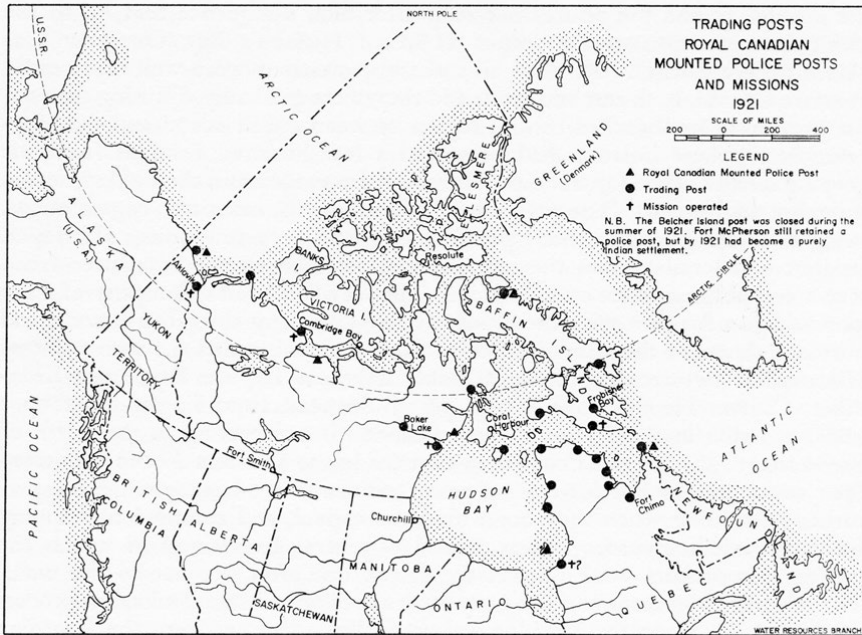 NORTH POLE
TRADING POSTS
ROYAL CANADIAN
MOUNTED POLICE POSTS
AND MISSIONS
1921
SCALE OF MILES
200 0 200 400
LEGEND
Royal Canadian Mounted Police Post
Trading Post
Mission operated
N.B. The Belcher Island post was closed during the
summer of 1921. Fort McPherson still retained a
police post, but by 1921 had become a purely
Indian settlement.
USSR
ARCTIC OCEAN
ELLESMERE
GREENLAND
(Denmark)
ALASKA
(USA)
Aklavik
BANKS
I.
Resolute
ARCTIC CIRCLE
VICTORIA I.
BAFFIN ISLAND
YUKON
TERRITORY
Cambridge Bay
Frobisher
Bay
Baker
Lake
Coral
Harbour
ATLANTIC
OCEAN
PACIFIC OCEAN
Fort Smith
Fort
Chimo
BRITISH
COLUMBIA
ALBERTA
HUDSON
BAY
Churchill
NEWFOUNDLAND
MANITOBA
?
SASKATCHEWAN
ONTARIO
QUEBEC
WATER RESOURCES BRANCH